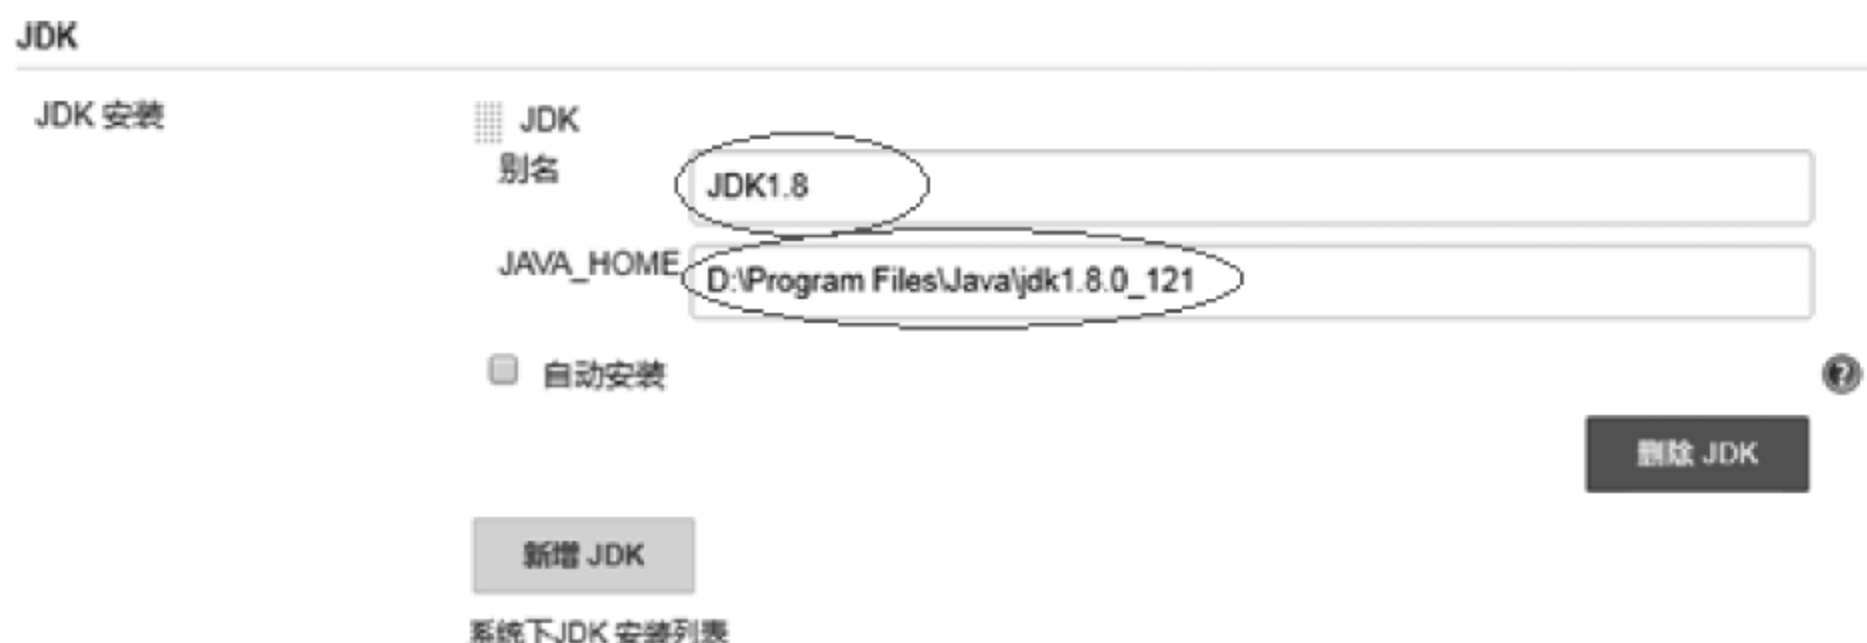 JDK
JDK 安装
JDK
别名
JDK1.8
JAVA_HOME
D:\Program Files\Java\jdk1.8.0_121
自动安装
?
删除 JDK
新增 JDK
系统下JDK 安装列表